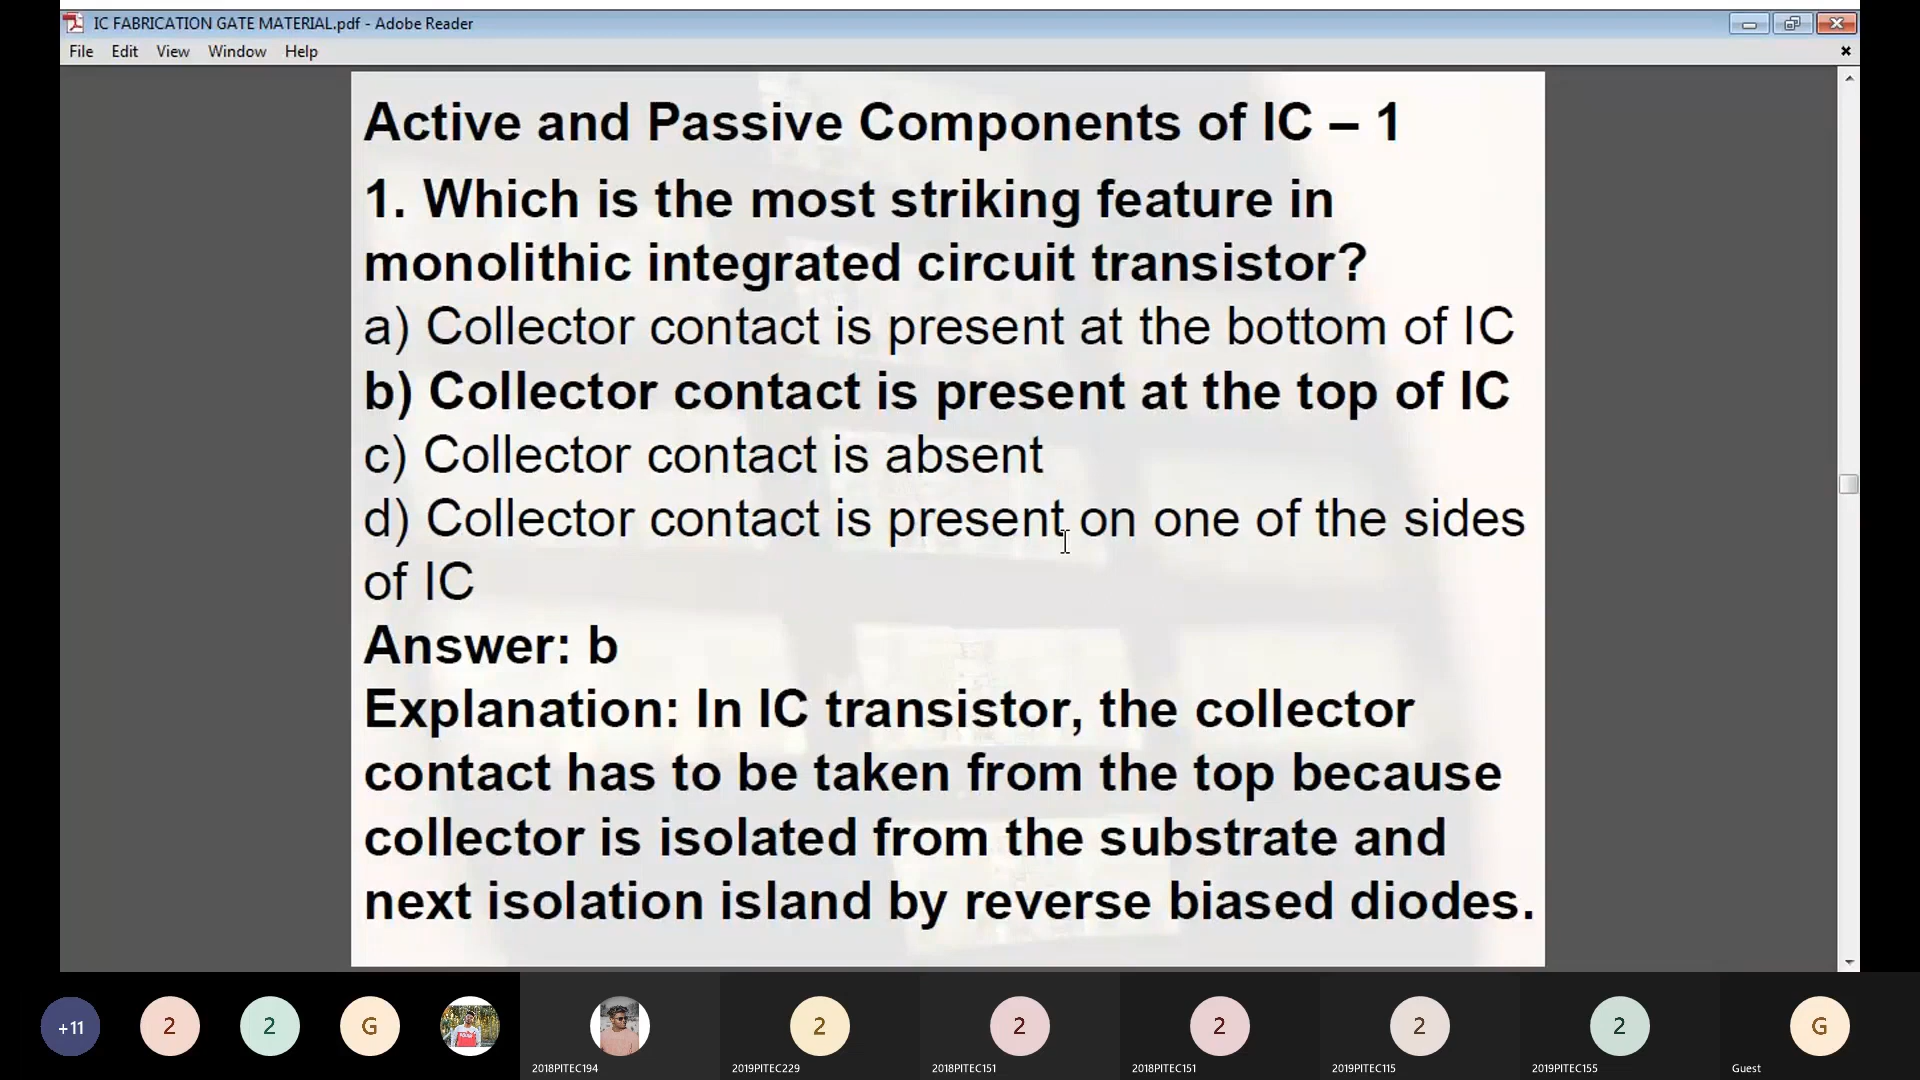 IC FABRICATION GATE MATERIAL.pdf - Adobe Reader
File Edit View Window Help
Active and Passive Components of IC – 1
1. Which is the most striking feature in
monolithic integrated circuit transistor?
a) Collector contact is present at the bottom of IC
b) Collector contact is present at the top of IC
c) Collector contact is absent
d) Collector contact is present on one of the sides
of IC
Answer: b
Explanation: In IC transistor, the collector
contact has to be taken from the top because
collector is isolated from the substrate and
next isolation island by reverse biased diodes.
+11 2 2 G 2 2 2 2 2 G
2018PITEC194 2019PITEC229 2018PITEC151 2018PITEC151 2019PITEC115 2019PITEC155 Guest